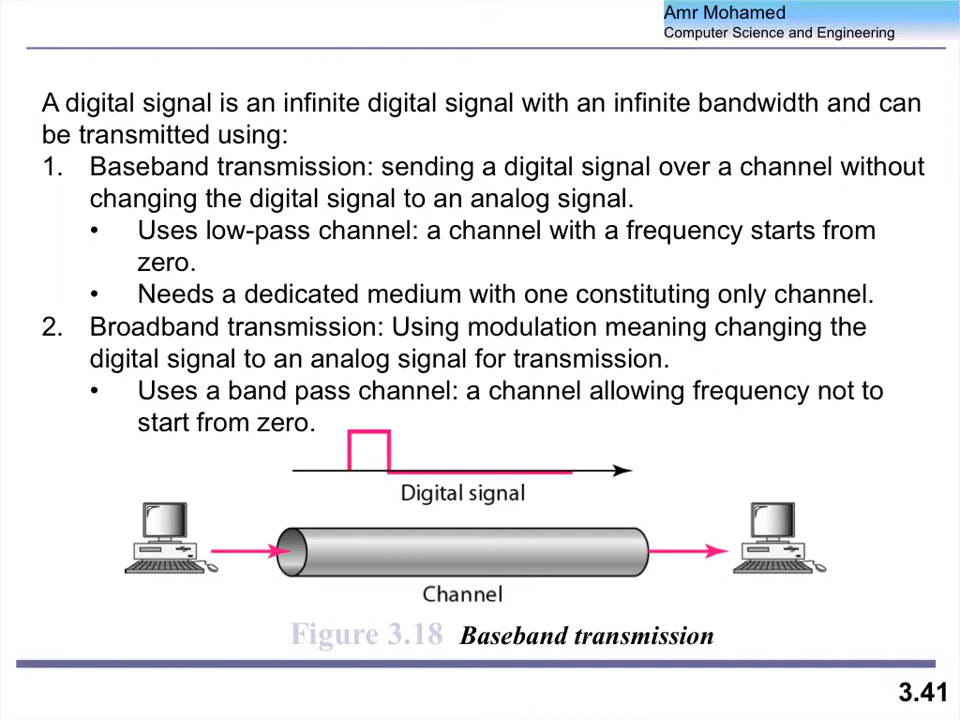 Amr Mohamed
Computer Science and Engineering
A digital signal is an infinite digital signal with an infinite bandwidth and can
be transmitted using:
1. Baseband transmission: sending a digital signal over a channel without
changing the digital signal to an analog signal.
• Uses low-pass channel: a channel with a frequency starts from
zero.
• Needs a dedicated medium with one constituting only channel.
2. Broadband transmission: Using modulation meaning changing the
digital signal to an analog signal for transmission.
• Uses a band pass channel: a channel allowing frequency not to
start from zero.
Digital signal
Channel
Figure 3.18 Baseband transmission
3.41